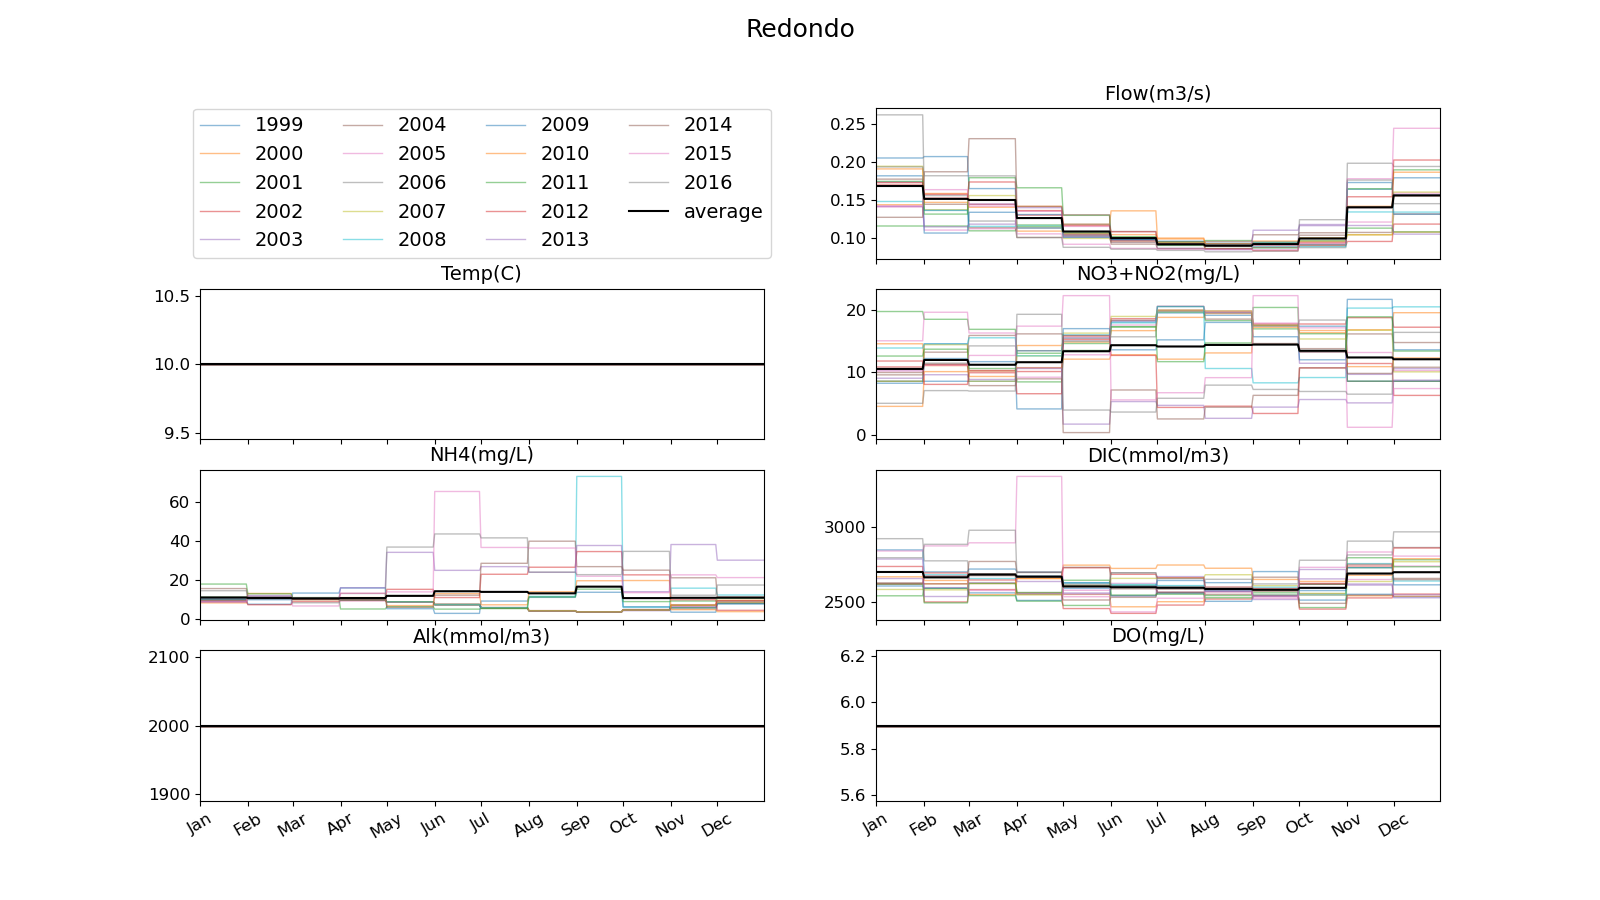 Redondo
1999 2004 2009 2014
2000 2005 2010 2015
2001 2006 2011 2016
2002 2007 2012 average
2003 2008 2013
Flow(m3/s)
0.25
0.20
0.15
0.10
Temp(C)
10.5
10.0
9.5
NO3+NO2(mg/L)
20
10
0
NH4(mg/L)
60
40
20
0
DIC(mmol/m3)
3000
2500
Alk(mmol/m3)
2100
2000
1900
Jan Feb Mar Apr May Jun Jul Aug Sep Oct Nov Dec
DO(mg/L)
6.2
6.0
5.8
5.6
Jan Feb Mar Apr May Jun Jul Aug Sep Oct Nov Dec